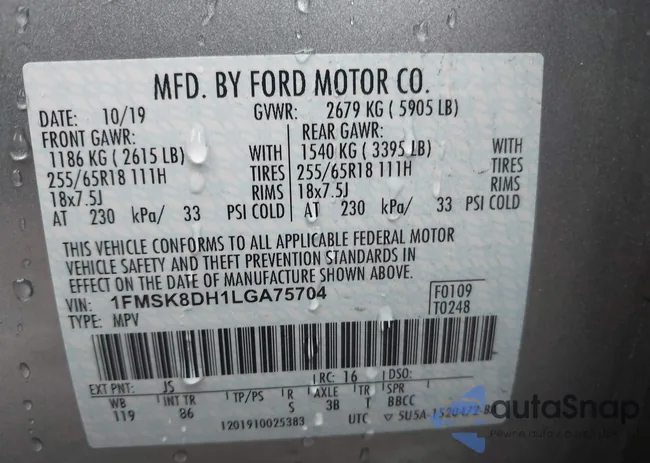 MFD. BY FORD MOTOR CO.
DATE: 10/19 GVWR: 2679 KG ( 5905 LB)
FRONT GAWR: REAR GAWR:
1186 KG ( 2615 LB) WITH 1540 KG ( 3395 LB) WITH
255/65R18 111H TIRES 255/65R18 111H TIRES
18x7.5J RIMS 18x7.5J RIMS
AT 230 kPa/ 33 PSI COLD AT 230 kPa/ 33 PSI COLD
THIS VEHICLE CONFORMS TO ALL APPLICABLE FEDERAL MOTOR
VEHICLE SAFETY AND THEFT PREVENTION STANDARDS IN
EFFECT ON THE DATE OF MANUFACTURE SHOWN ABOVE.
VIN: 1FMSK8DH1LGA75704 F0109
TYPE: MPV T0248
EXT PNT: JS RC: 16 DSO:
WB INT TR TP/PS R AXLE TR SPR
119 86 S 3B T BBCC
1201910025383 UTC
autoSnap